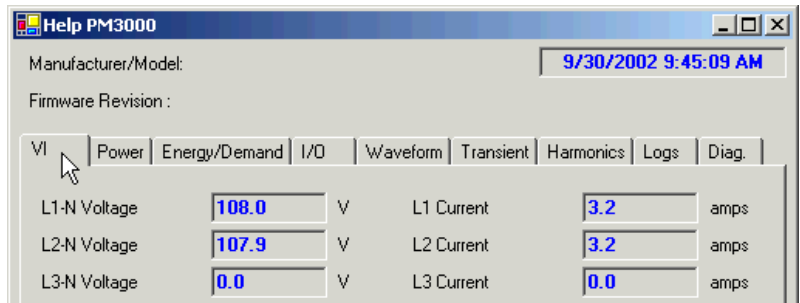 Help PM3000
Manufacturer/Model: 9/30/2002 9:45:09 AM
Firmware Revision :
VI Power Energy/Demand I/O Waveform Transient Harmonics Logs Diag.
L1-N Voltage 108.0 V L1 Current 3.2 amps
L2-N Voltage 107.9 V L2 Current 3.2 amps
L3-N Voltage 0.0 V L3 Current 0.0 amps